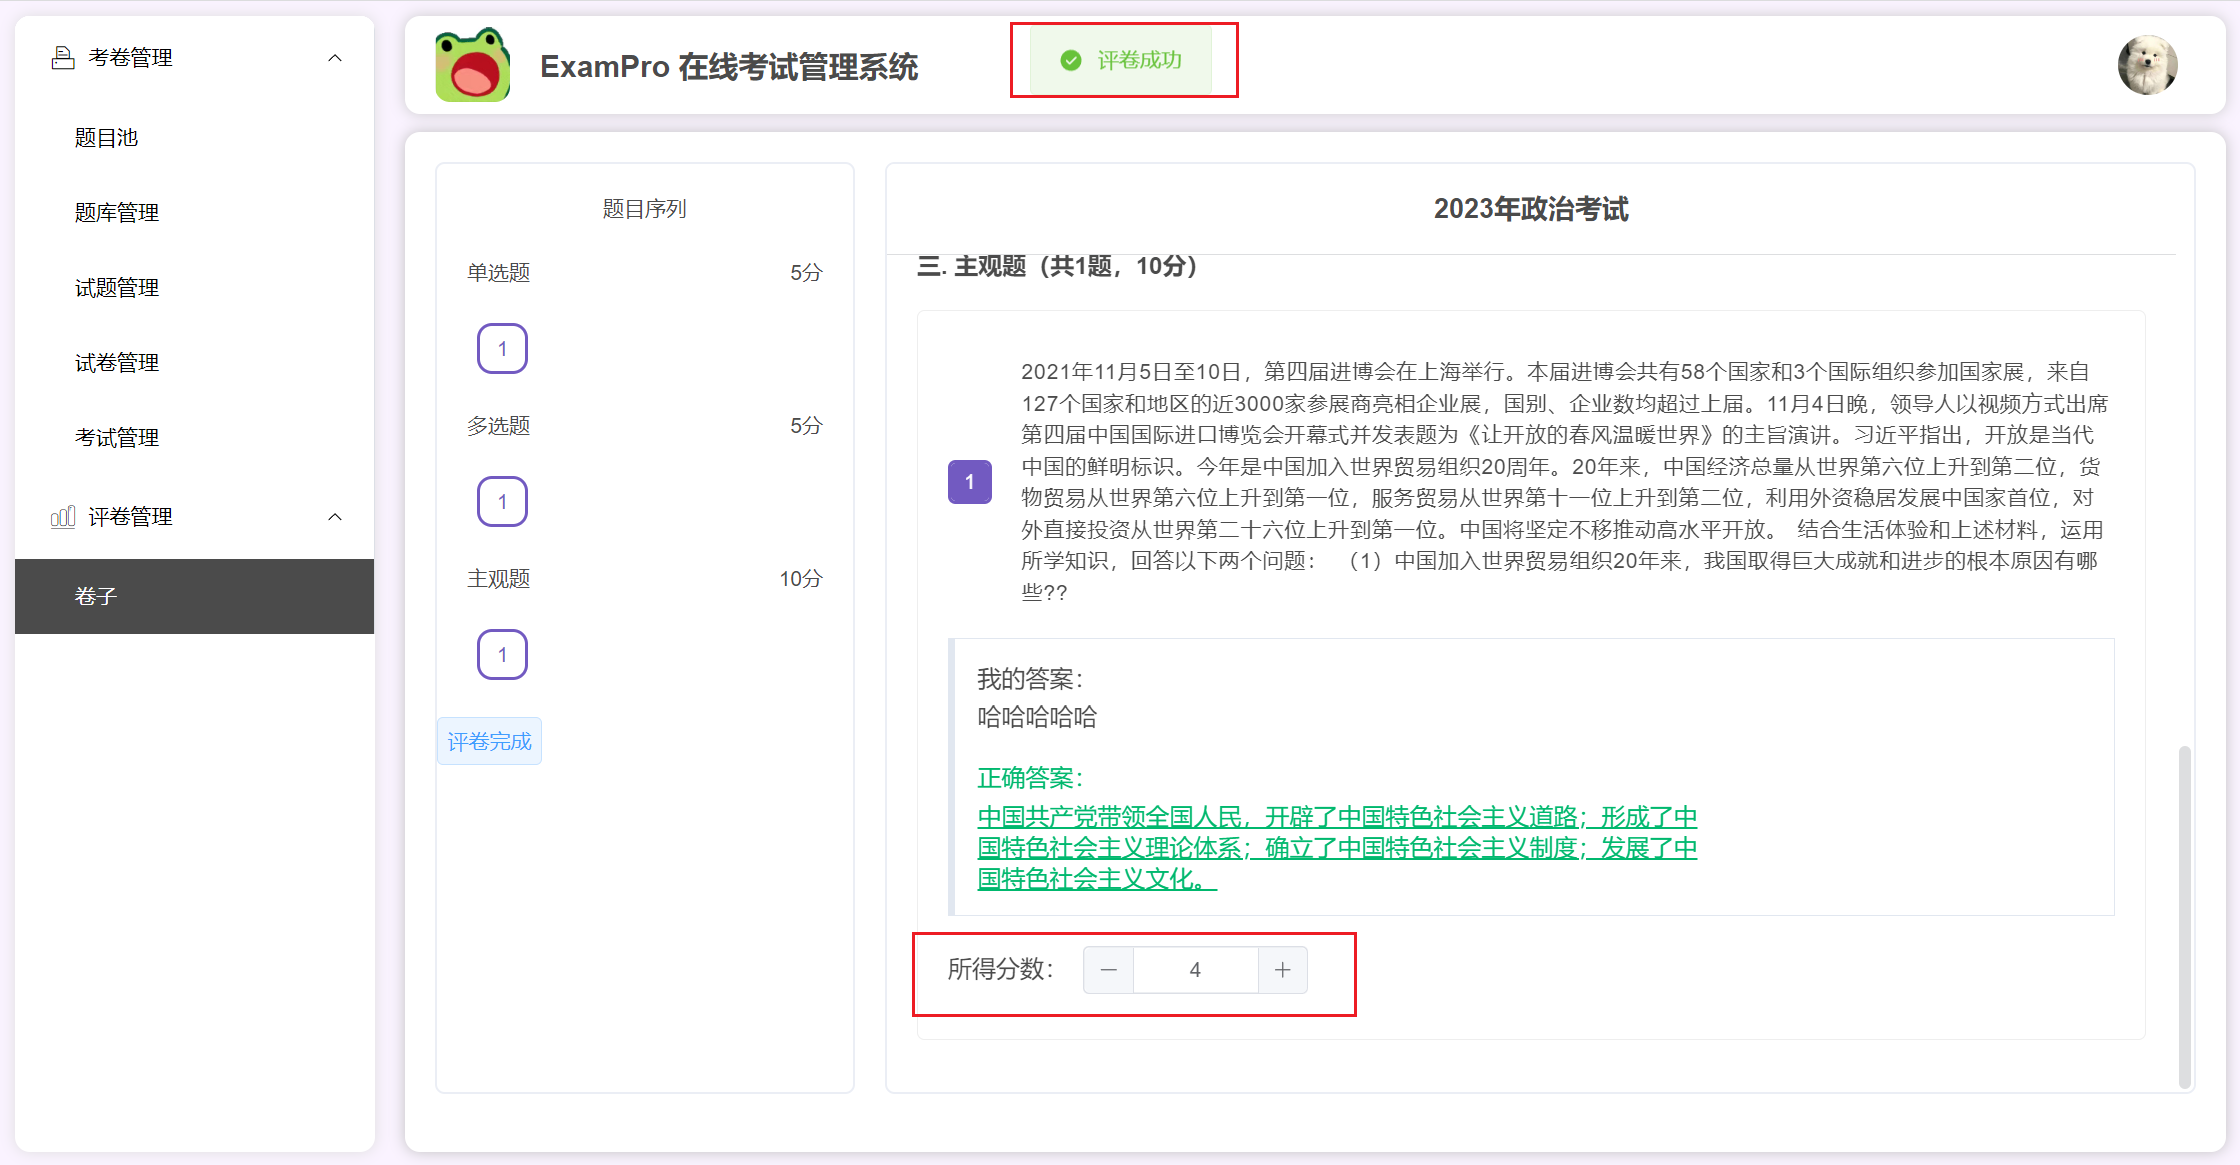 考卷管理
题目池
题库管理
试题管理
试卷管理
考试管理
评卷管理
卷子
ExamPro 在线考试管理系统
评卷成功
题目序列
单选题 5分
1
多选题 5分
1
主观题 10分
1
评卷完成
2023年政治考试
三. 主观题（共1题，10分）
1
2021年11月5日至10日，第四届进博会在上海举行。本届进博会共有58个国家和3个国际组织参加国家展，来自
127个国家和地区的近3000家参展商亮相企业展，国别、企业数均超过上届。11月4日晚，领导人以视频方式出席
第四届中国国际进口博览会开幕式并发表题为《让开放的春风温暖世界》的主旨演讲。习近平指出，开放是当代
中国的鲜明标识。今年是中国加入世界贸易组织20周年。20年来，中国经济总量从世界第六位上升到第二位，货
物贸易从世界第六位上升到第一位，服务贸易从世界第十一位上升到第二位，利用外资稳居发展中国家首位，对
外直接投资从世界第二十六位上升到第一位。中国将坚定不移推动高水平开放。 结合生活体验和上述材料，运用
所学知识，回答以下两个问题： （1）中国加入世界贸易组织20年来，我国取得巨大成就和进步的根本原因有哪
些??
我的答案：
哈哈哈哈哈
正确答案：
中国共产党带领全国人民，开辟了中国特色社会主义道路；形成了中
国特色社会主义理论体系；确立了中国特色社会主义制度；发展了中
国特色社会主义文化。
所得分数： 4